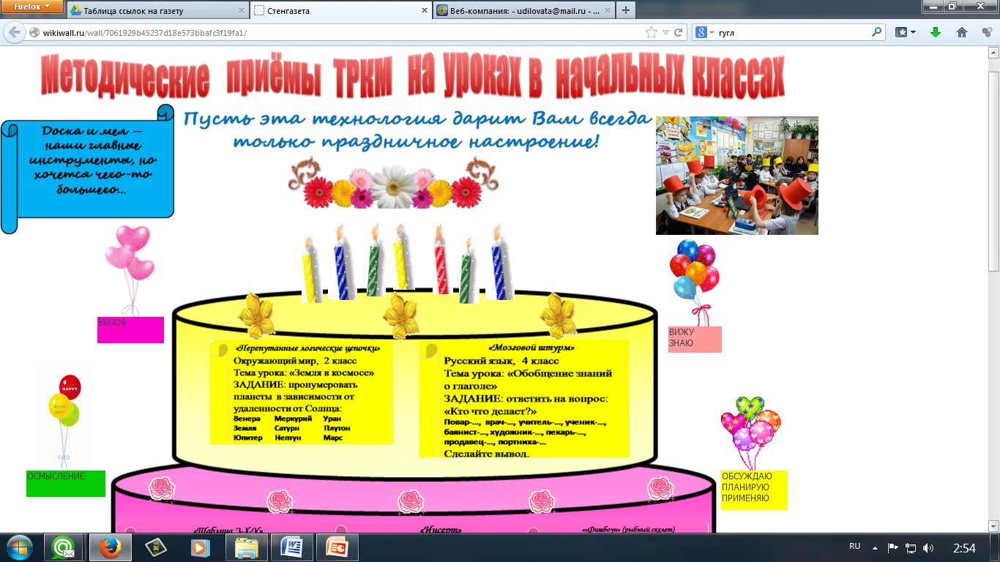 Firefox
Таблица ссылок на газету
Стенгазета
Веб-компания: - udilovata@mail.ru - ...
wikiwall.ru/wall/7061929b45237d18e573bbafc3f19fa1/
гугл
Методические приёмы ТРКМ на уроках в начальных классах
Доска и мел –
наши главные
инструменты, но
хочется чего-то
большего...
Пусть эта технология дарит Вам всегда
только праздничное настроение!
ВЫЗОВ
ВИЖУ
ЗНАЮ
«Перепутанные логические цепочки»
Окружающий мир, 2 класс
Тема урока: «Земля в космосе»
ЗАДАНИЕ: пронумеровать
планеты в зависимости от
удаленности от Солнца:
Венера Меркурий Уран
Земля Сатурн Плутон
Юпитер Нептун Марс
«Мозговой штурм»
Русский язык, 4 класс
Тема урока: «Обобщение знаний
о глаголе»
ЗАДАНИЕ: ответить на вопрос:
«Кто что делает?»
Повар-..., врач-..., учитель-..., ученик-...,
баянист-..., художник-..., пекарь-...,
продавец-..., портниха-...
Сделайте вывод.
HAPPY
ОСМЫСЛЕНИЕ
ОБСУЖДАЮ
ПЛАНИРУЮ
ПРИМЕНЯЮ
«Таблица З-Х-У»
«Инсерт»
««Фишбоун» (рыбный скелет)
RU
2:54